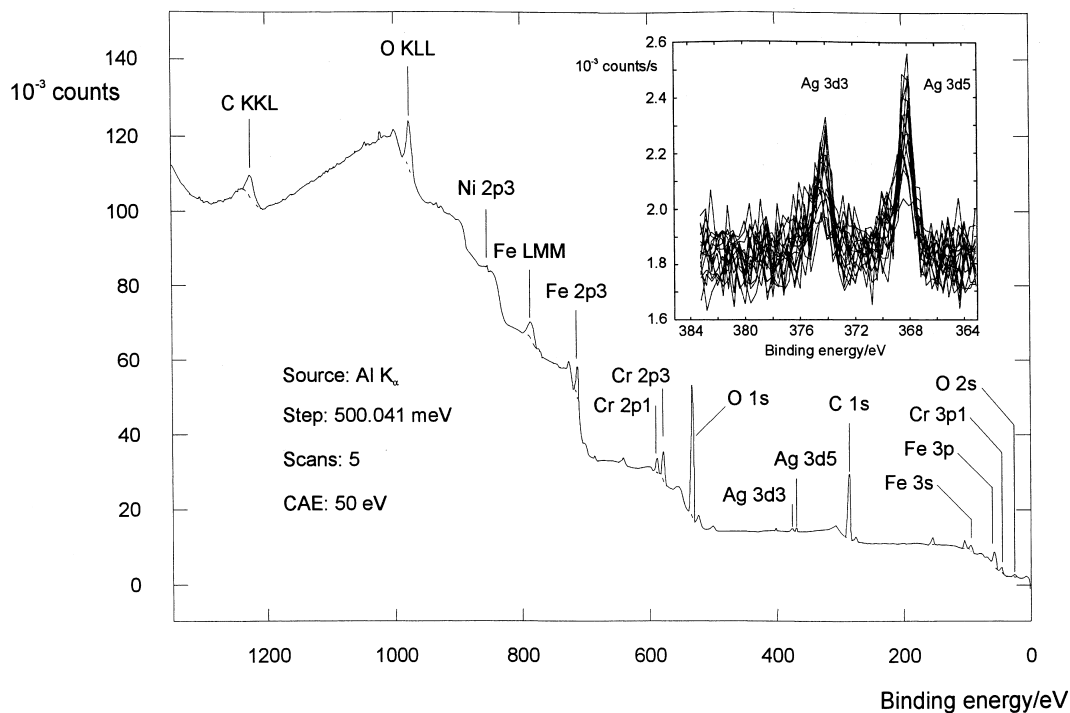 140
10⁻³ counts
120
100
80
60
40
20
0
C KKL
O KLL
Ni 2p3
Fe LMM
Fe 2p3
Source: Al Kα
Step: 500.041 meV
Scans: 5
CAE: 50 eV
Cr 2p3
Cr 2p1
O 1s
Ag 3d5
Ag 3d3
C 1s
O 2s
Cr 3p1
Fe 3p
Fe 3s
1200 1000 800 600 400 200 0
Binding energy/eV
2.6
10⁻³ counts/s
2.4
2.2
2.0
1.8
1.6
Ag 3d3 Ag 3d5
384 380 376 372 368 364
Binding energy/eV